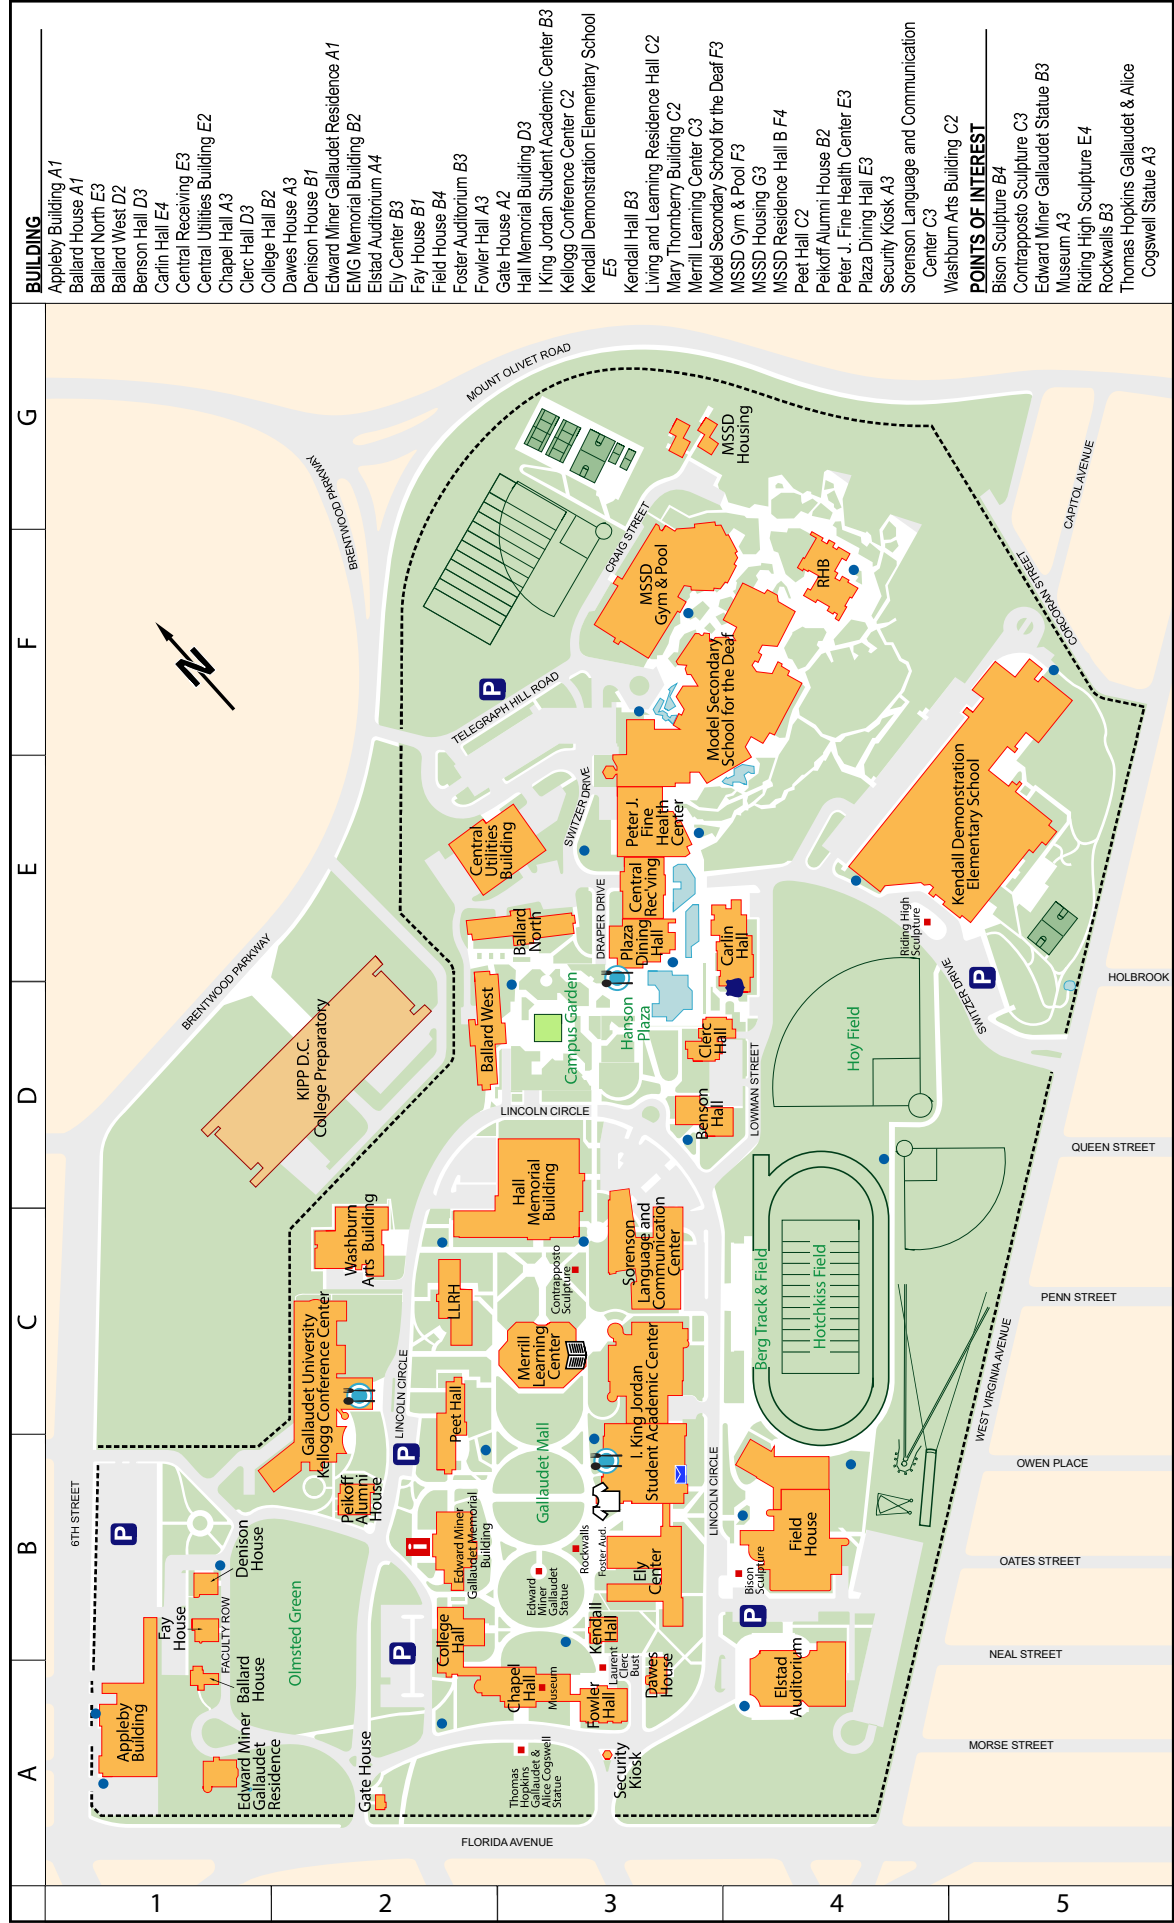 BUILDING
Appleby Building A1
Ballard House A1
Ballard North E3
Ballard West D2
Benson Hall D3
Carlin Hall E4
Central Receiving E3
Central Utilities Building E2
Chapel Hall A3
Clerc Hall D3
College Hall B2
Dawes House A3
Denison House B1
Edward Miner Gallaudet Residence A1
EMG Memorial Building B2
Elstad Auditorium A4
Ely Center B3
Fay House B1
Field House B4
Foster Auditorium B3
Fowler Hall A3
Gate House A2
Hall Memorial Building D3
I King Jordan Student Academic Center B3
Kellogg Conference Center C2
Kendall Demonstration Elementary School
E5
Kendall Hall B3
Living and Learning Residence Hall C2
Mary Thornberry Building C2
Merrill Learning Center C3
Model Secondary School for the Deaf F3
MSSD Gym & Pool F3
MSSD Housing G3
MSSD Residence Hall B F4
Peet Hall C2
Peikoff Alumni House B2
Peter J. Fine Health Center E3
Plaza Dining Hall E3
Security Kiosk A3
Sorenson Language and Communication
Center C3
Washburn Arts Building C2
POINTS OF INTEREST
Bison Sculpture B4
Contrapposto Sculpture C3
Edward Miner Gallaudet Statue B3
Museum A3
Riding High Sculpture E4
Rockwalls B3
Thomas Hopkins Gallaudet & Alice
Cogswell Statue A3
A
B
C
D
E
F
G
1
2
3
4
5
N
6TH STREET
BRENTWOOD PARKWAY
BRENTWOOD PARKWAY
MOUNT OLIVET ROAD
Appleby
Building
Fay
House
Denison
House
FACULTY ROW
Ballard
House
Edward Miner
Gallaudet
Residence
Olmsted Green
P
Gate House
Peikoff
Alumni
House
Gallaudet University
Kellogg Conference Center
Washburn
Arts Building
KIPP D.C.
College Preparatory
LINCOLN CIRCLE
P
P
i
College
Hall
Edward Miner
Gallaudet Memorial
Building
Peet Hall
LLRH
Chapel
Hall
Museum
Thomas
Hopkins
Gallaudet &
Alice Cogswell
Statue
Edward
Miner
Gallaudet
Statue
Gallaudet Mall
Merrill
Learning
Center
Contrapposto
Sculpture
Hall
Memorial
Building
LINCOLN CIRCLE
Ballard West
Ballard
North
Campus Garden
Central
Utilities
Building
TELEGRAPH HILL ROAD
P
SWITZER DRIVE
DRAPER DRIVE
CRAIG STREET
Fowler
Hall
Laurent
Clerc
Bust
Kendall
Hall
Rockwalls
Foster Aud.
Security
Kiosk
Dawes
House
Ely
Center
I. King Jordan
Student Academic Center
Sorenson
Language and
Communication
Center
Hanson
Plaza
Plaza
Dining
Hall
Central
Rec'ving
Peter J.
Fine
Health
Center
MSSD
Gym & Pool
MSSD
Housing
Model Secondary
School for the Deaf
RHB
Benson
Hall
Clerc
Hall
Carlin
Hall
LINCOLN CIRCLE
LOWMAN STREET
Bison
Sculpture
P
Elstad
Auditorium
Field
House
Berg Track & Field
Hotchkiss Field
Hoy Field
Riding High
Sculpture
SWITZER DRIVE
P
Kendall Demonstration
Elementary School
CORCORAN STREET
CAPITOL AVENUE
FLORIDA AVENUE
MORSE STREET
NEAL STREET
OATES STREET
OWEN PLACE
WEST VIRGINIA AVENUE
PENN STREET
QUEEN STREET
HOLBROOK